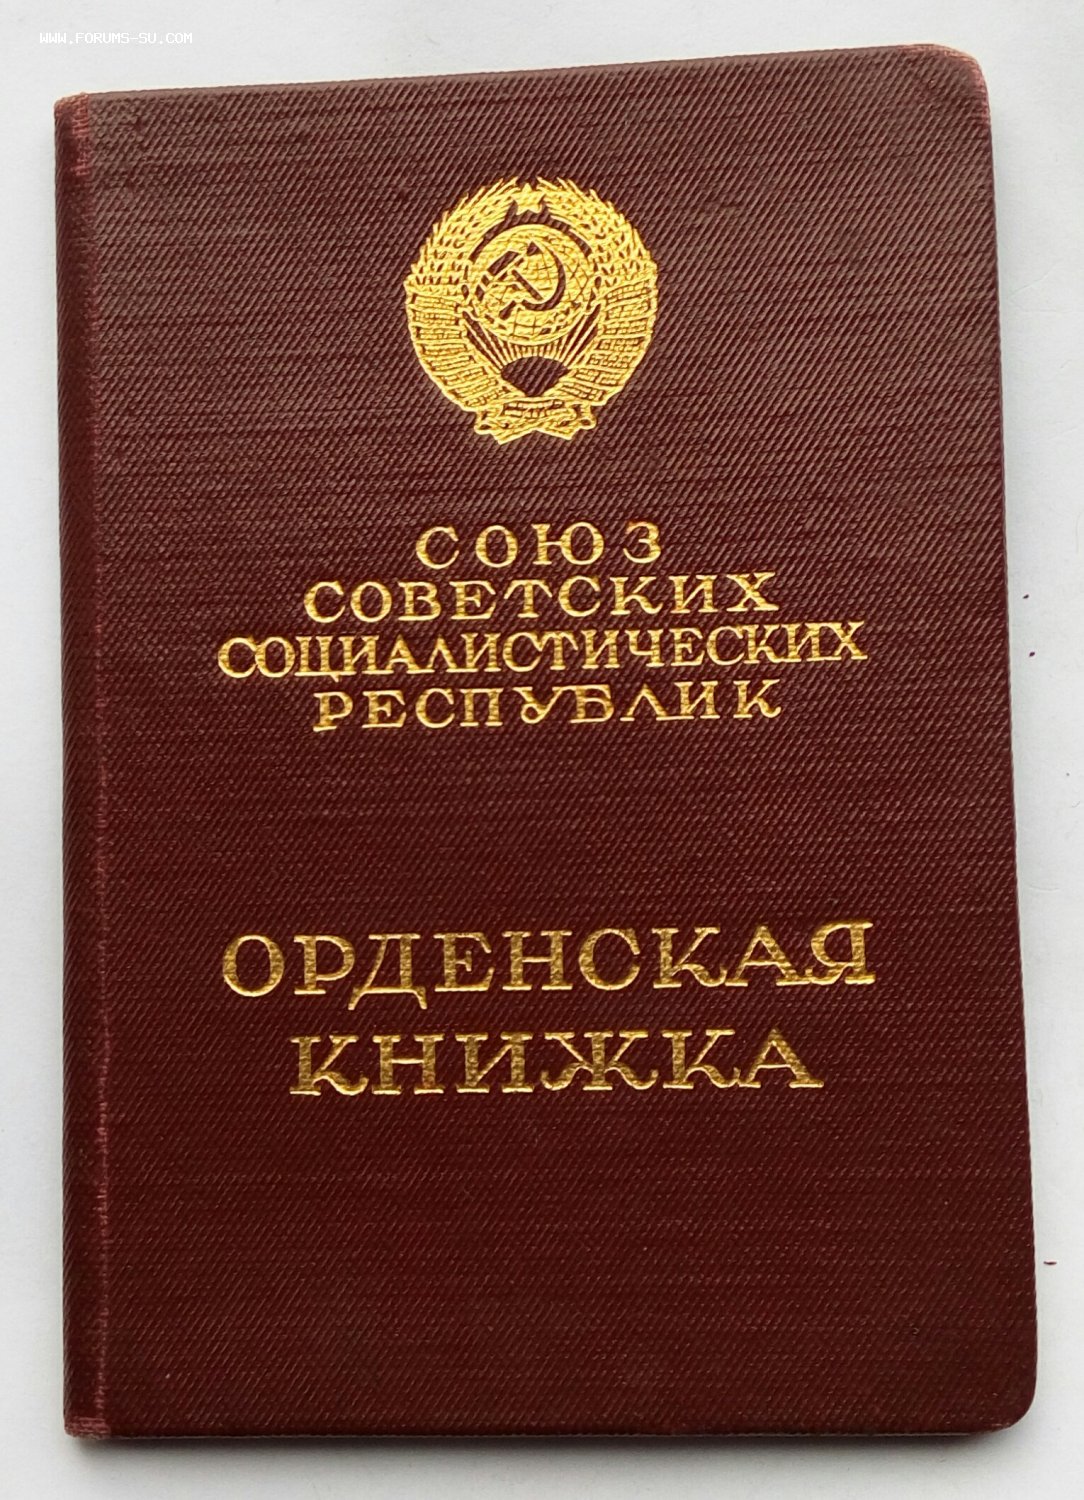 WWW.FORUMS-SU.COM
СОЮЗ
СОВЕТСКИХ
СОЦИАЛИСТИЧЕСКИХ
РЕСПУБЛИК
ОРДЕНСКАЯ
КНИЖКА